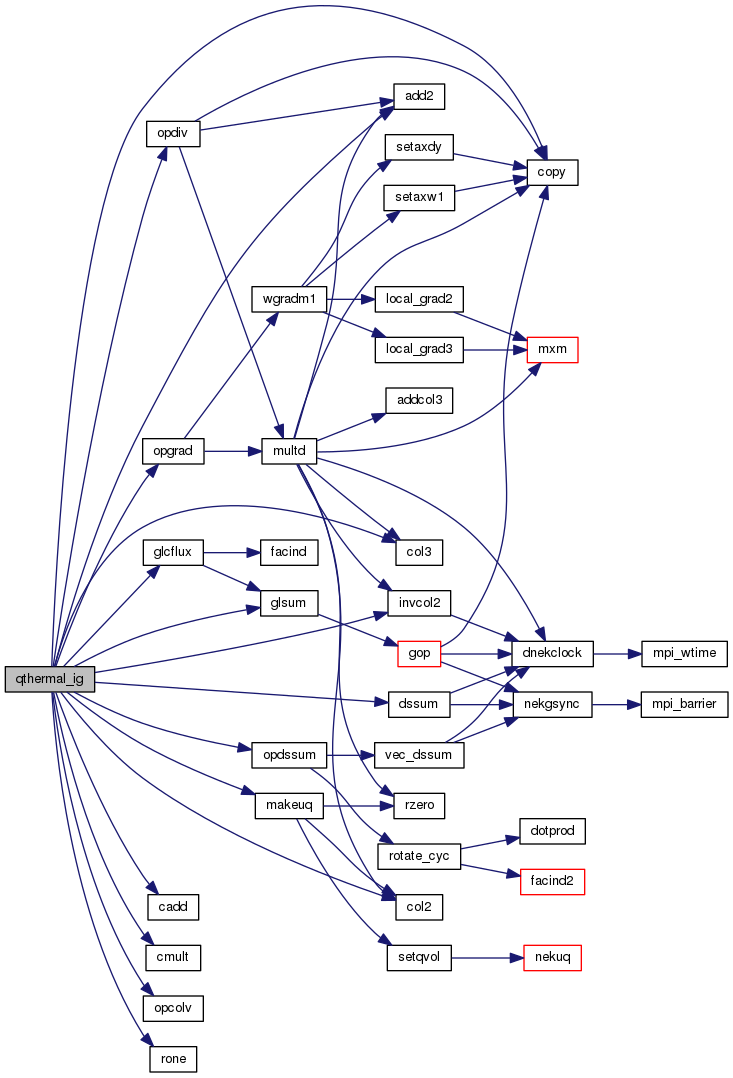 add2
opdiv
setaxdy
copy
setaxw1
wgradm1
local_grad2
local_grad3
mxm
addcol3
opgrad
multd
glcflux
facind
col3
glsum
invcol2
gop
dnekclock
mpi_wtime
qthermal_ig
dssum
nekgsync
mpi_barrier
opdssum
vec_dssum
makeuq
rzero
dotprod
rotate_cyc
facind2
cadd
col2
cmult
setqvol
nekuq
opcolv
rone